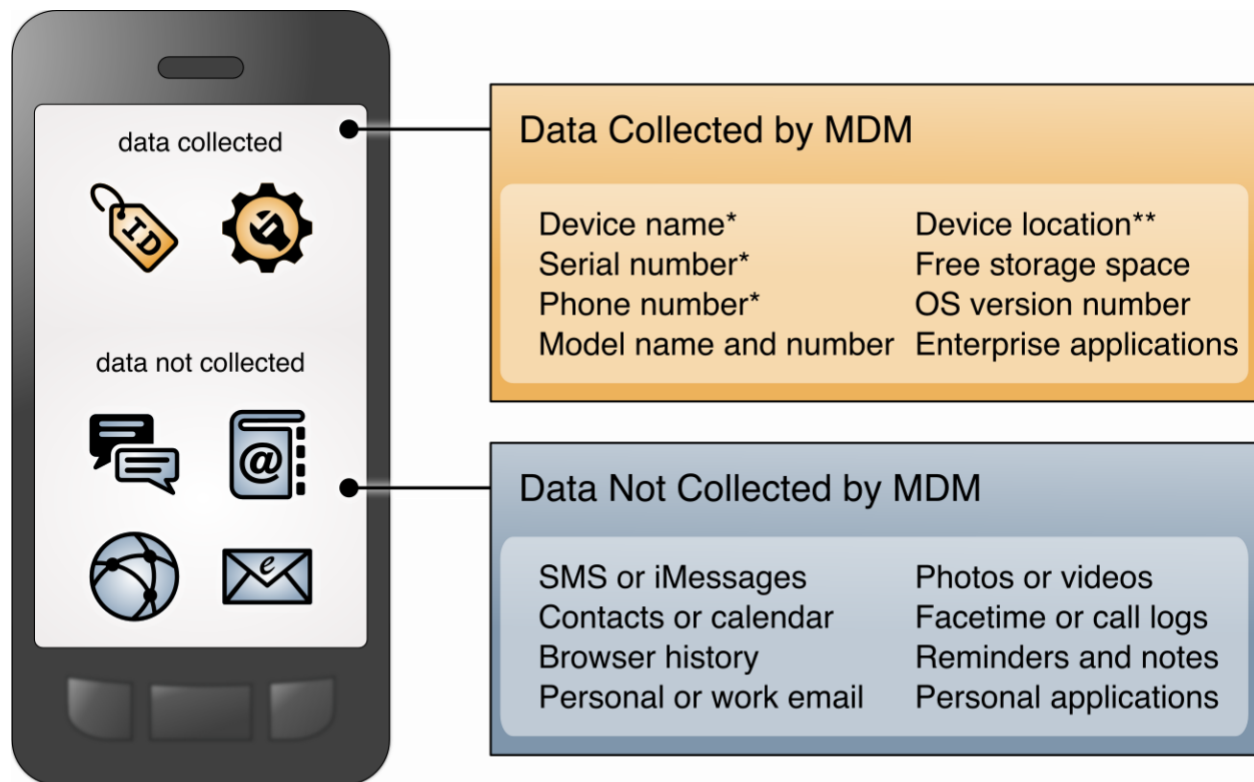 data collected
ID
data not collected
@
e
Data Collected by MDM
Device name*
Serial number*
Phone number*
Model name and number
Device location**
Free storage space
OS version number
Enterprise applications
Data Not Collected by MDM
SMS or iMessages
Contacts or calendar
Browser history
Personal or work email
Photos or videos
Facetime or call logs
Reminders and notes
Personal applications